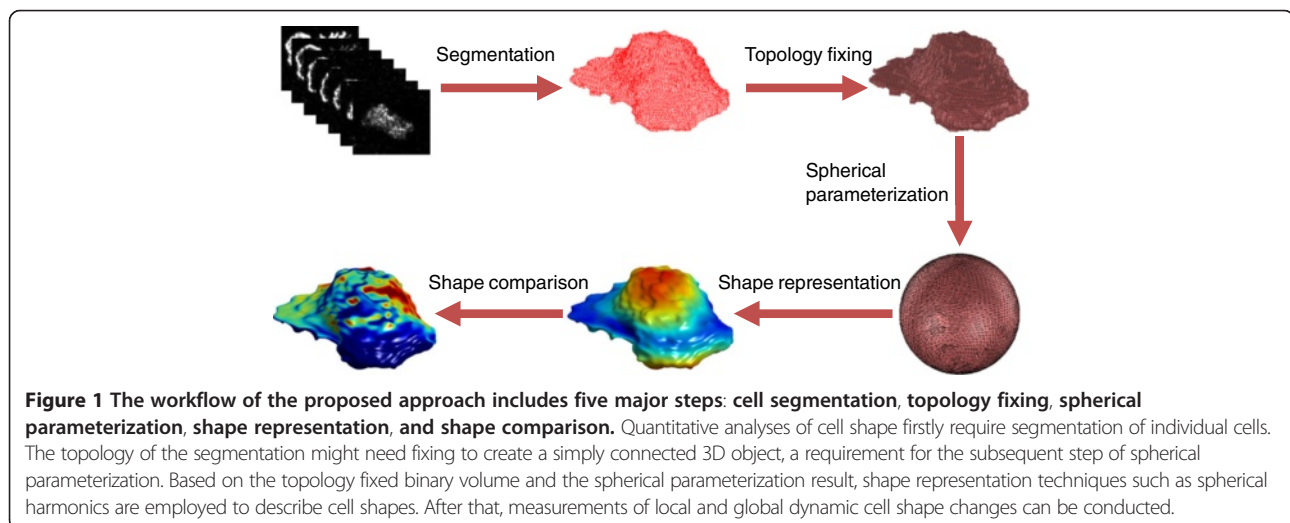 Segmentation
Topology fixing
Spherical
parameterization
Shape comparison
Shape representation
Figure 1 The workflow of the proposed approach includes five major steps: cell segmentation, topology fixing, spherical
parameterization, shape representation, and shape comparison. Quantitative analyses of cell shape firstly require segmentation of individual cells.
The topology of the segmentation might need fixing to create a simply connected 3D object, a requirement for the subsequent step of spherical
parameterization. Based on the topology fixed binary volume and the spherical parameterization result, shape representation techniques such as spherical
harmonics are employed to describe cell shapes. After that, measurements of local and global dynamic cell shape changes can be conducted.